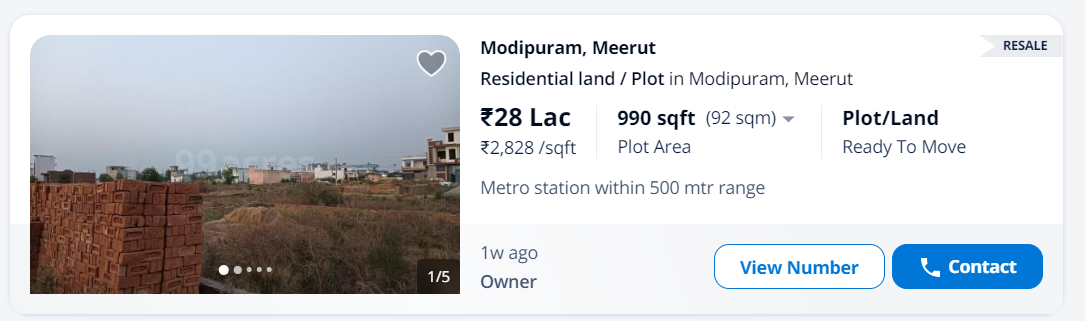 Modipuram, Meerut
RESALE
Residential land / Plot in Modipuram, Meerut
₹28 Lac
₹2,828 /sqft
990 sqft (92 sqm)
Plot Area
Plot/Land
Ready To Move
Metro station within 500 mtr range
99acres
1/5
1w ago
Owner
View Number
Contact